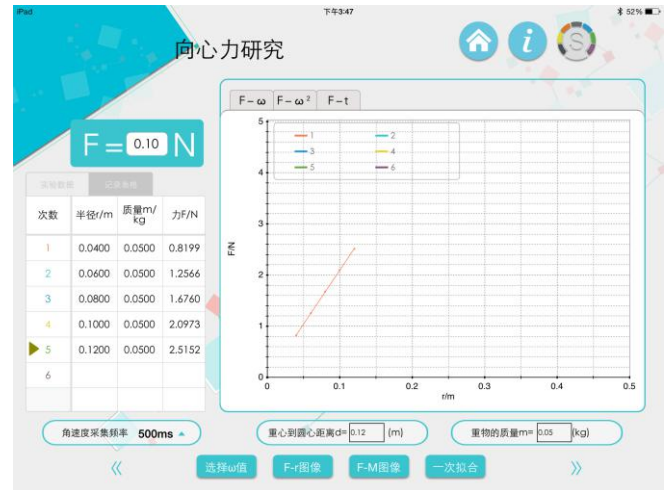 iPad 下午3:47 52%
向心力研究
F-ω F-ω² F-t
F= 0.10 N
实验数据 记录表格
次数 半径r/m 质量m/kg 力F/N
1 0.0400 0.0500 0.8199
2 0.0600 0.0500 1.2566
3 0.0800 0.0500 1.6760
4 0.1000 0.0500 2.0973
5 0.1200 0.0500 2.5152
6
1 2
3 4
5 6
F/N
5
4
3
2
1
0
0 0.1 0.2 0.3 0.4 0.5
r/m
角速度采集频率 500ms
重心到圆心距离d= 0.12 (m)
重物的质量m= 0.05 (kg)
《 选择ω值 F-r图像 F-M图像 一次拟合 》